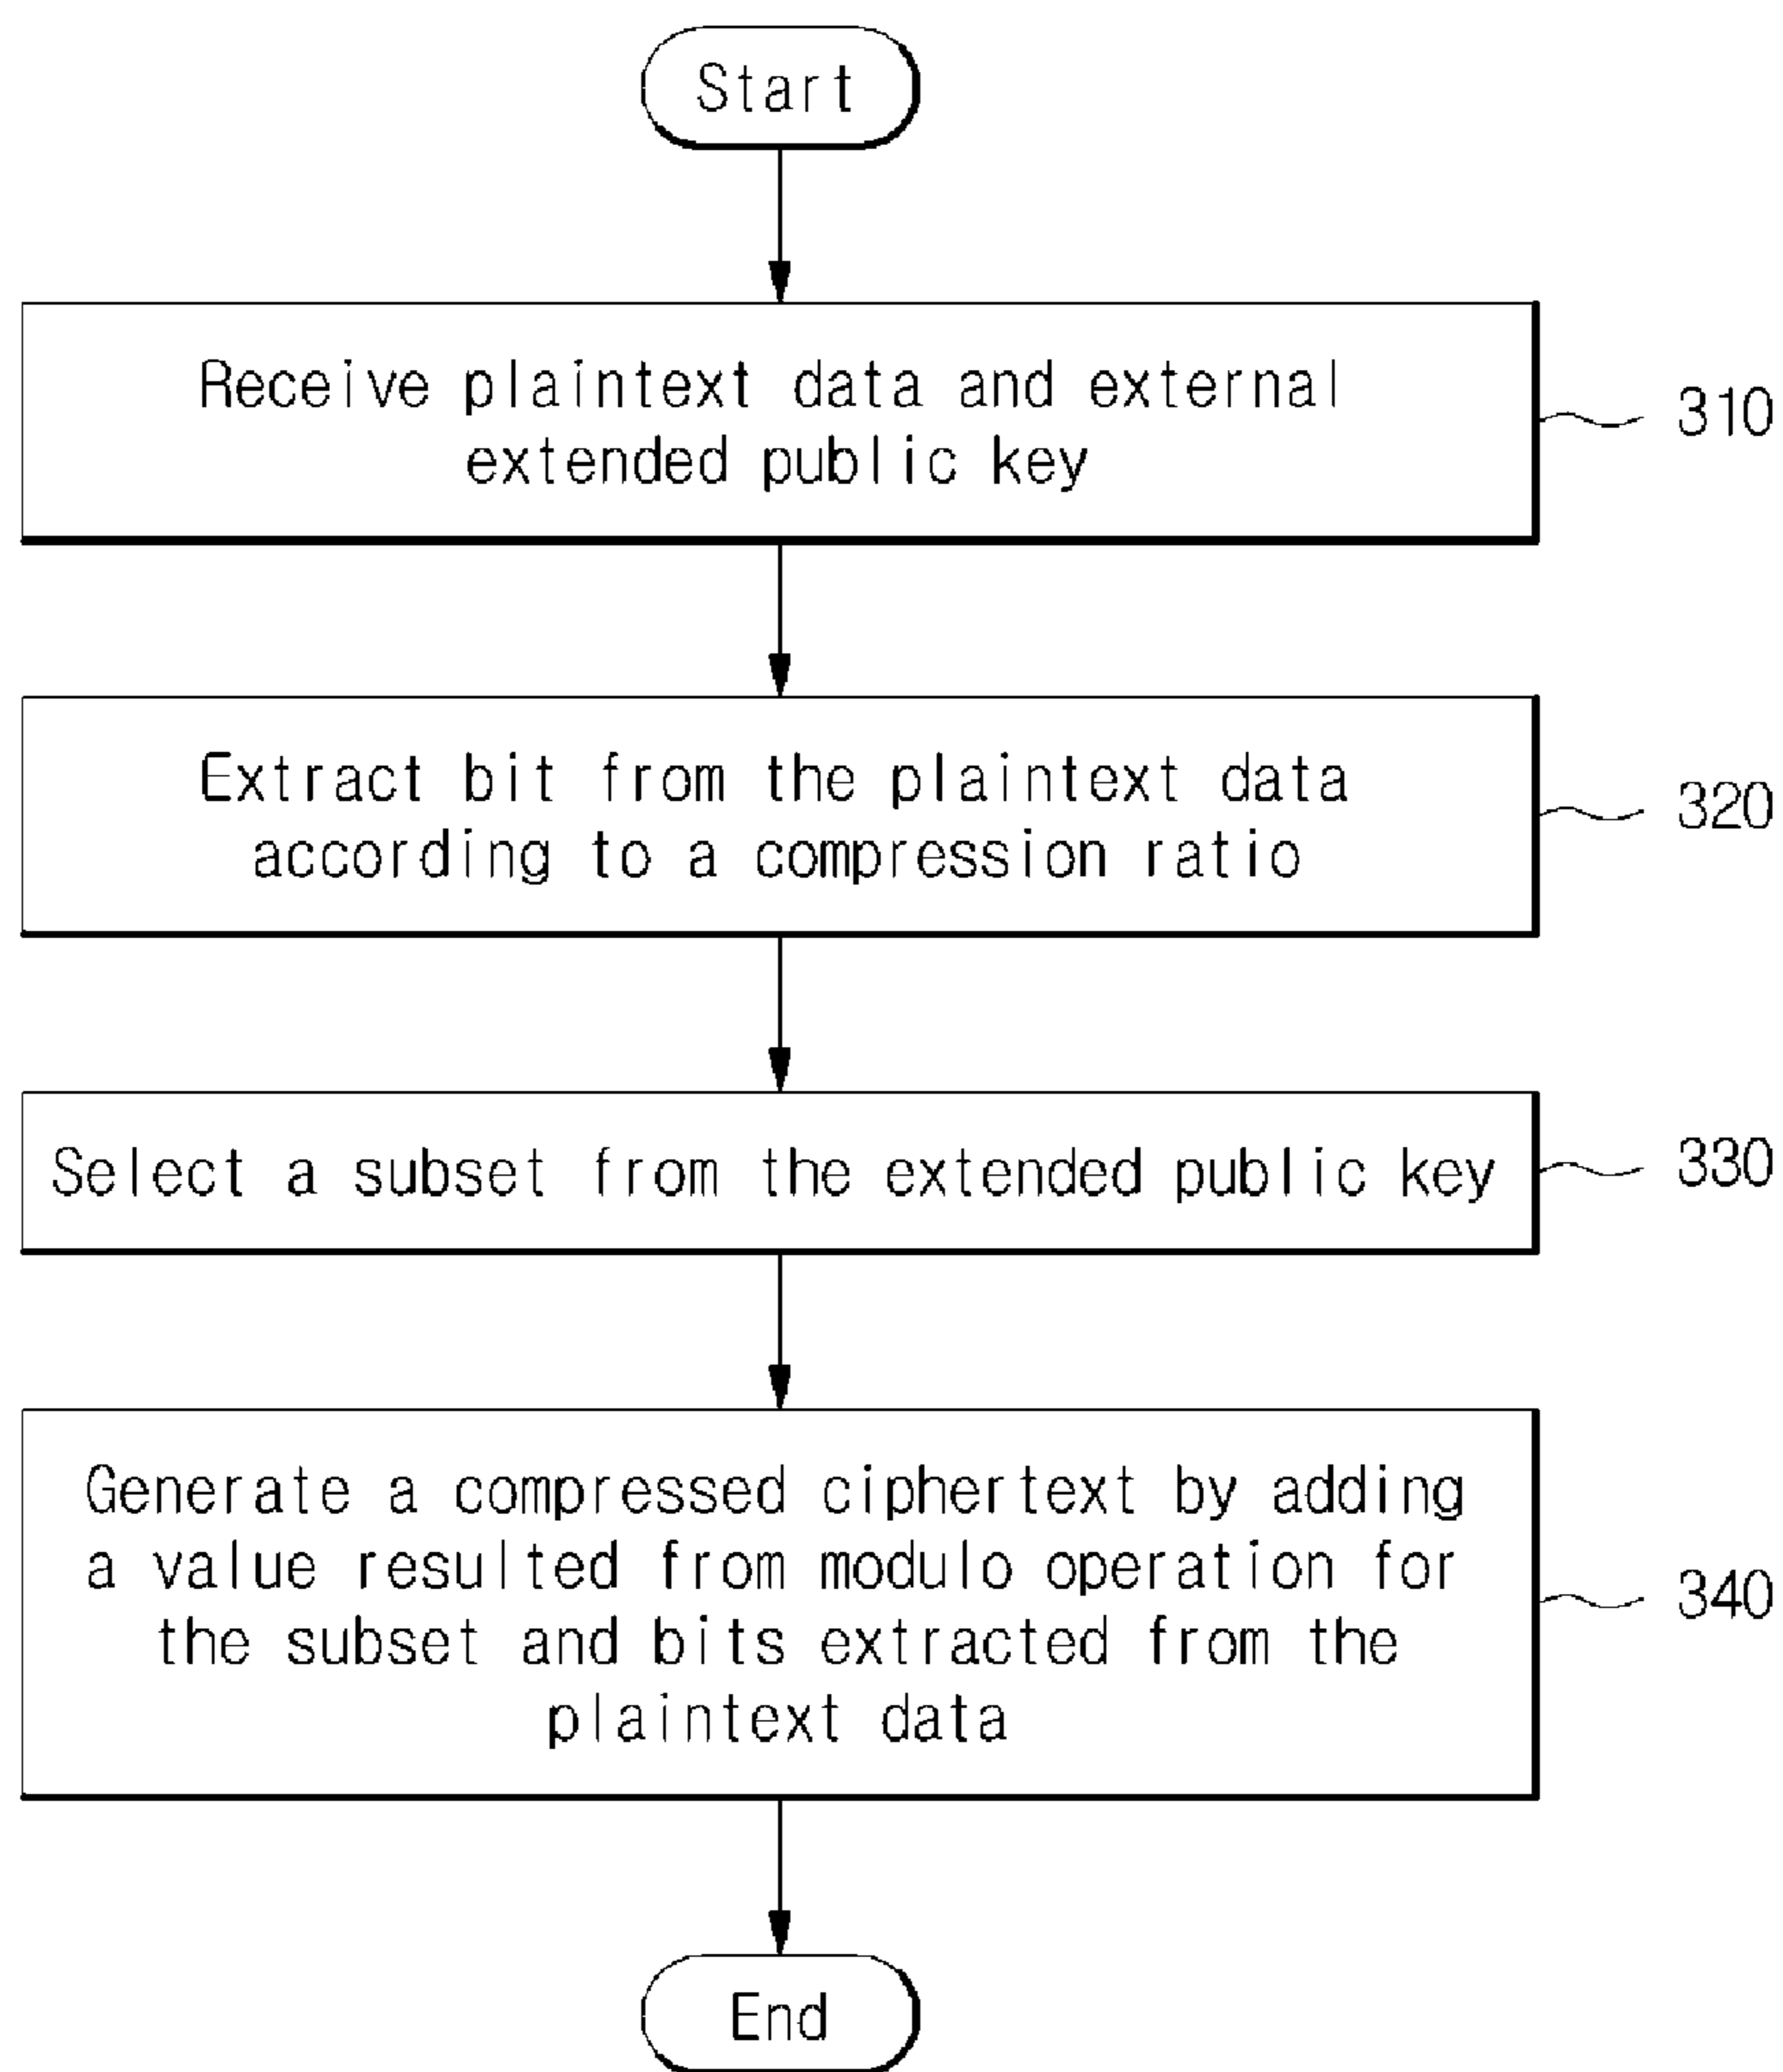 Start
Receive plaintext data and external
extended public key
310
Extract bit from the plaintext data
according to a compression ratio
320
Select a subset from the extended public key
330
Generate a compressed ciphertext by adding
a value resulted from modulo operation for
the subset and bits extracted from the
plaintext data
340
End